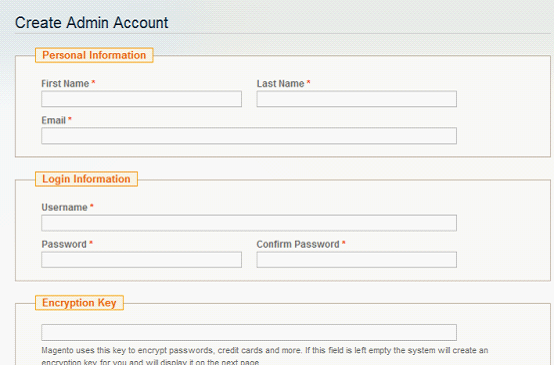 Create Admin Account
Personal Information
First Name * Last Name *
Email *
Login Information
Username *
Password * Confirm Password *
Encryption Key
Magento uses this key to encrypt passwords, credit cards and more. If this field is left empty the system will create an
encryption key for you and will display it on the next page.